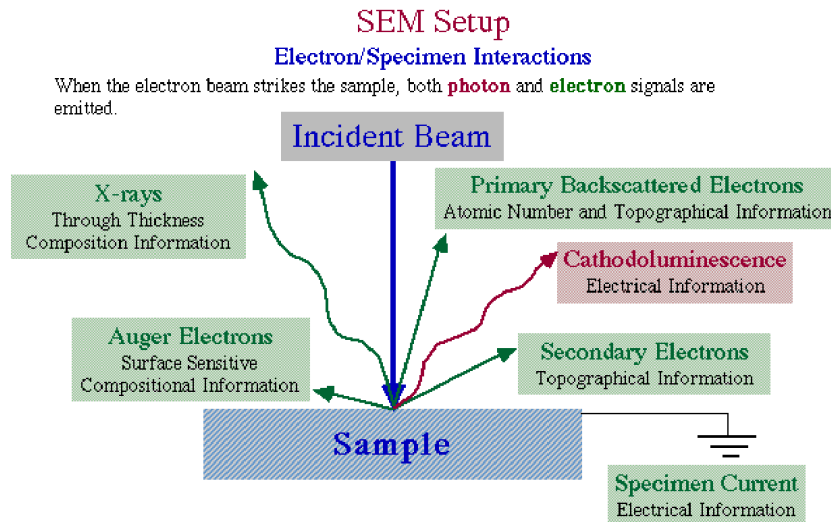 SEM Setup
Electron/Specimen Interactions
When the electron beam strikes the sample, both photon and electron signals are
emitted.
Incident Beam
X-rays
Through Thickness
Composition Information
Primary Backscattered Electrons
Atomic Number and Topographical Information
Cathodoluminescence
Electrical Information
Auger Electrons
Surface Sensitive
Compositional Information
Secondary Electrons
Topographical Information
Sample
Specimen Current
Electrical Information